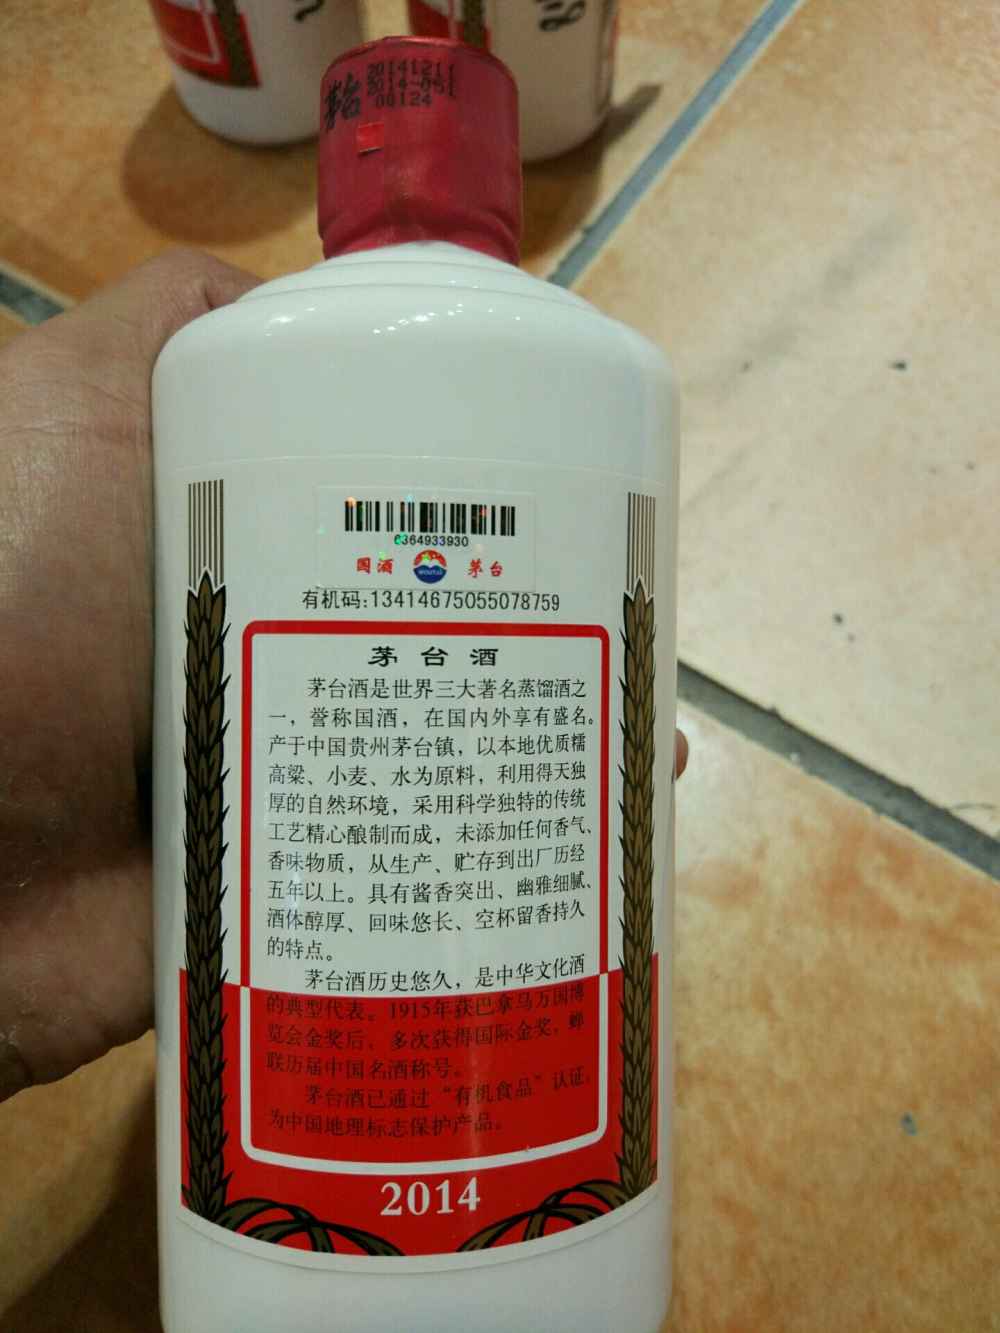 茅台
20141211
2014-051
00124
6364933930
国酒 MOUTAI 茅台
有机码:13414675055078759
茅台酒
茅台酒是世界三大著名蒸馏酒之
一，誉称国酒，在国内外享有盛名。
产于中国贵州茅台镇，以本地优质糯
高粱、小麦、水为原料，利用得天独
厚的自然环境，采用科学独特的传统
工艺精心酿制而成，未添加任何香气、
香味物质，从生产、贮存到出厂历经
五年以上。具有酱香突出、幽雅细腻、
酒体醇厚、回味悠长、空杯留香持久
的特点。
茅台酒历史悠久，是中华文化酒
的典型代表。1915年获巴拿马万国博
览会金奖后，多次获得国际金奖，蝉
联历届中国名酒称号。
茅台酒已通过“有机食品”认证，
为中国地理标志保护产品。
2014